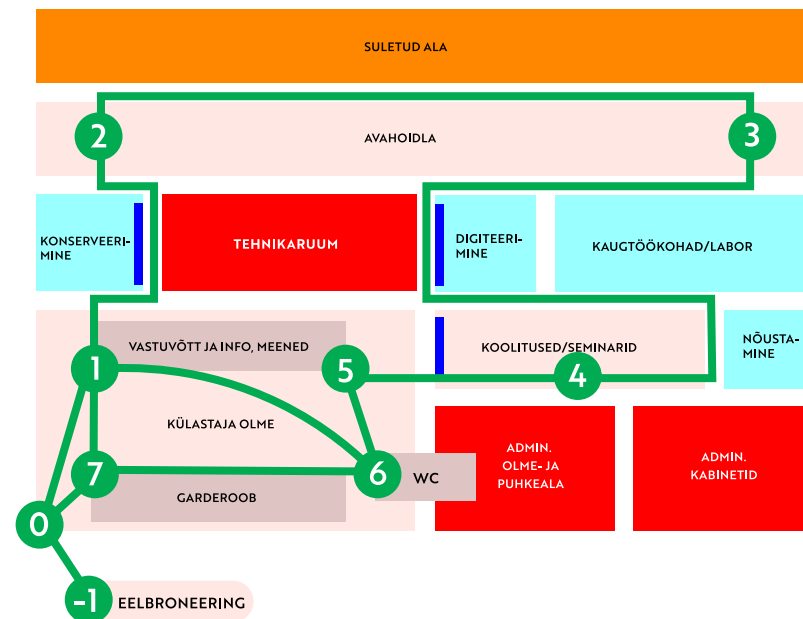 SULETUD ALA
2
AVAHOIDLA
3
KONSERVEERI-
MINE
TEHNIKARUUM
DIGITEERI-
MINE
KAUGTÖÖKOHAD/LABOR
VASTUVÕTT JA INFO, MEENED
KOOLITUSED/SEMINARID
NÕUSTA-
MINE
1
5
4
KÜLASTAJA OLME
7
6
WC
GARDEROOB
ADMIN.
OLME- JA
PUHKEALA
ADMIN.
KABINETID
0
-1
EELBRONEERING